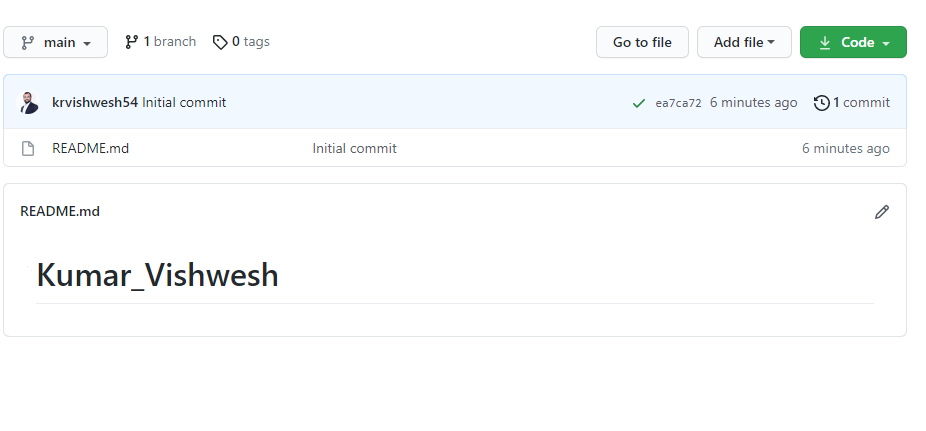 main 1 branch 0 tags Go to file Add file Code
krvishwesh54 Initial commit ea7ca72 6 minutes ago 1 commit
README.md Initial commit 6 minutes ago
README.md
Kumar_Vishwesh